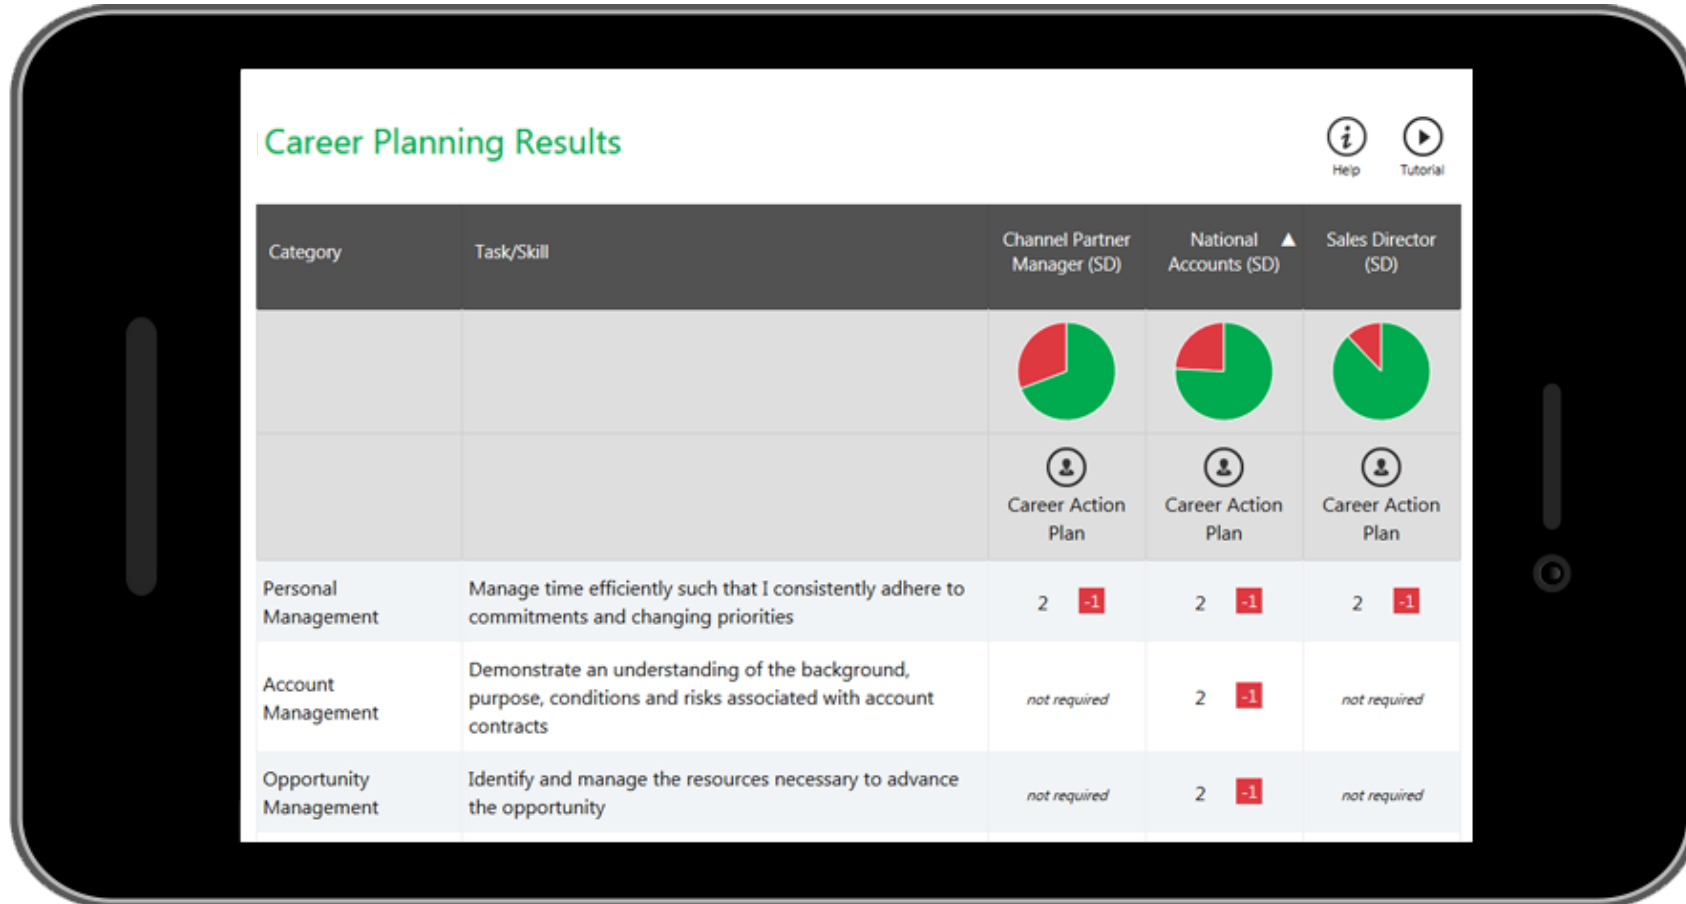 Career Planning Results
Help
Tutorial
Category
Task/Skill
Channel Partner
Manager (SD)
National ▲
Accounts (SD)
Sales Director
(SD)
Career Action
Plan
Career Action
Plan
Career Action
Plan
Personal
Management
Manage time efficiently such that I consistently adhere to
commitments and changing priorities
2 -1
2 -1
2 -1
Account
Management
Demonstrate an understanding of the background,
purpose, conditions and risks associated with account
contracts
not required
2 -1
not required
Opportunity
Management
Identify and manage the resources necessary to advance
the opportunity
not required
2 -1
not required